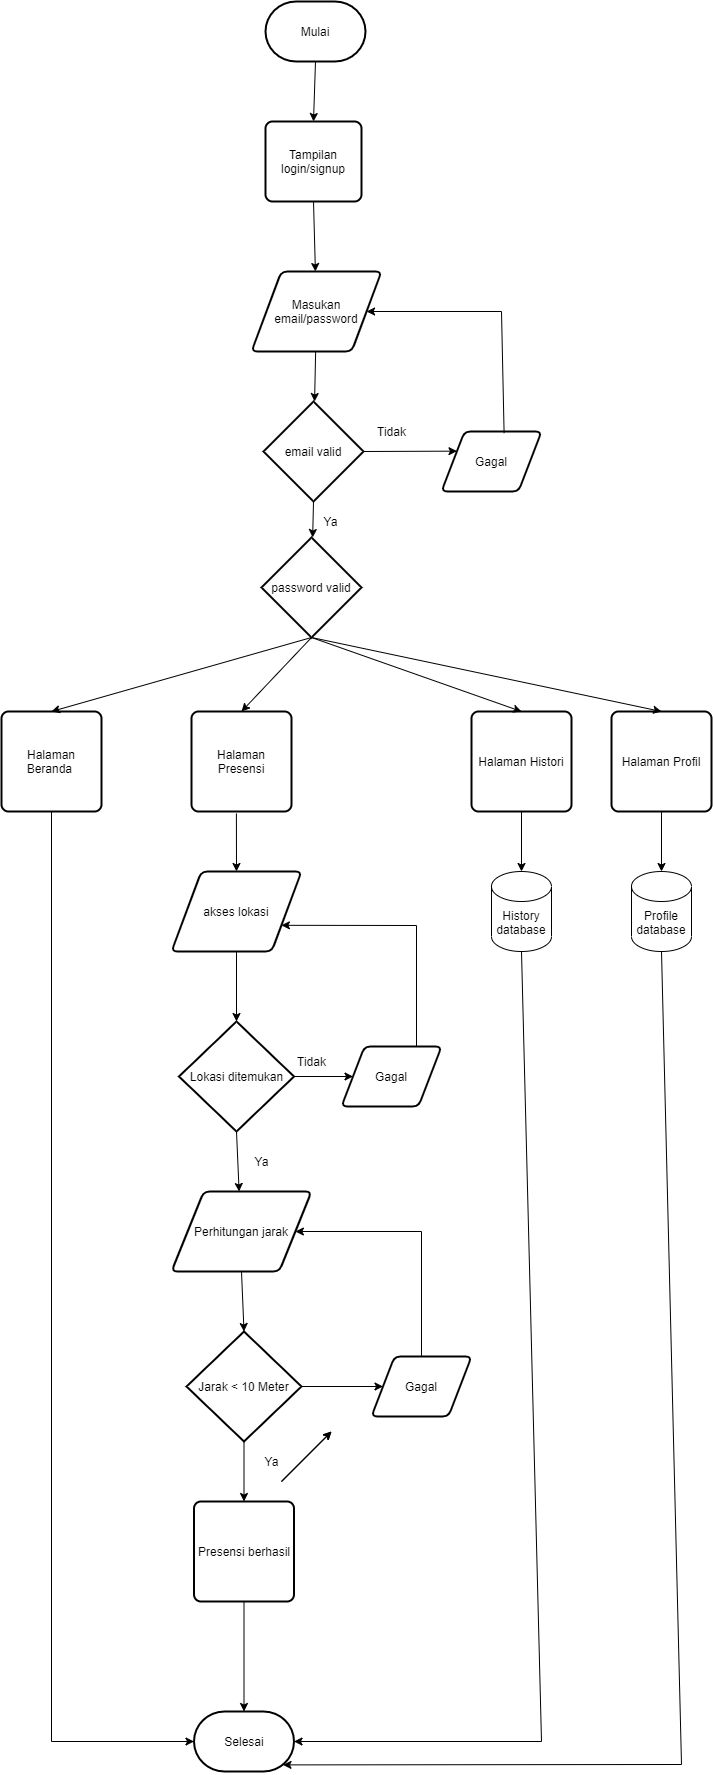 Mulai
Tampilan
login/signup
Masukan
email/password
Tidak
email valid
Gagal
Ya
password valid
Halaman
Beranda
Halaman
Presensi
Halaman Histori
Halaman Profil
akses lokasi
History
database
Profile
database
Tidak
Lokasi ditemukan
Gagal
Ya
Perhitungan jarak
Jarak < 10 Meter
Gagal
Ya
Presensi berhasil
Selesai